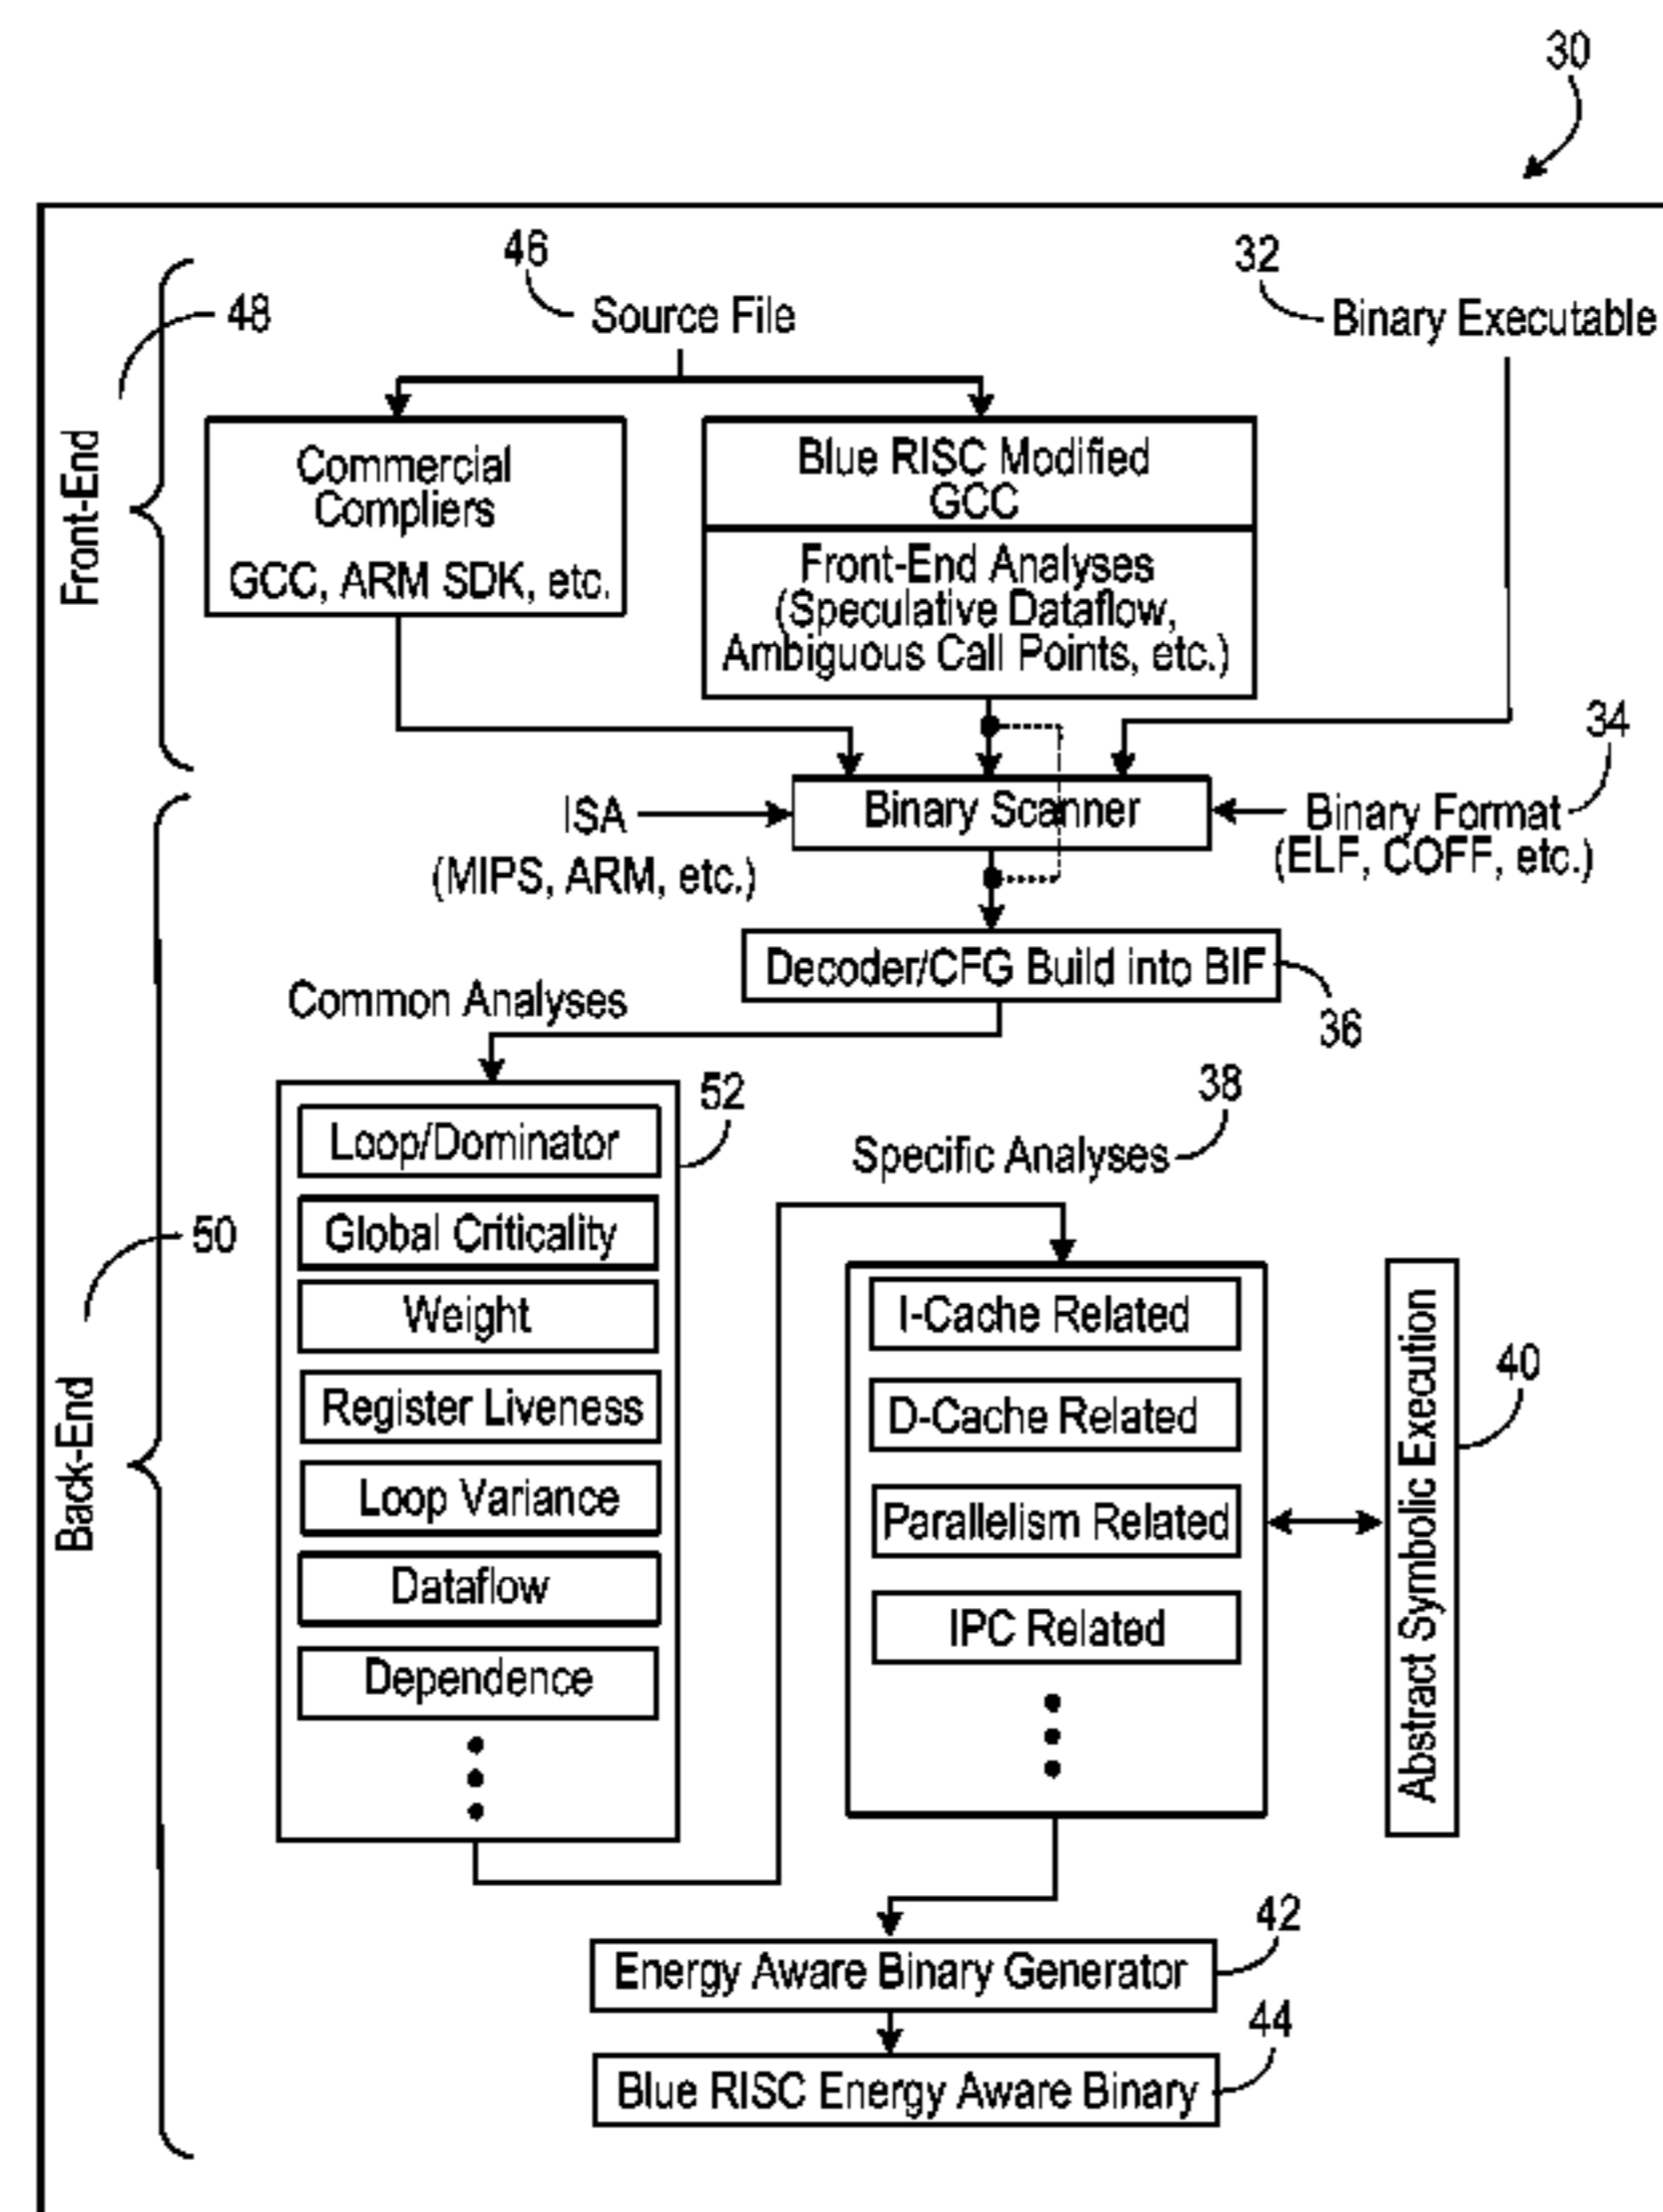 30
46
32
48
Source File
Binary Executable
Front-End
Commercial
Compliers
GCC, ARM SDK, etc.
Blue RISC Modified
GCC
Front-End Analyses
(Speculative Dataflow,
Ambiguous Call Points, etc.)
34
ISA
(MIPS, ARM, etc.)
Binary Scanner
Binary Format
(ELF, COFF, etc.)
Decoder/CFG Build into BIF
36
Common Analyses
52
38
Specific Analyses
50
Back-End
Loop/Dominator
Global Criticality
Weight
Register Liveness
Loop Variance
Dataflow
Dependence
I-Cache Related
D-Cache Related
Parallelism Related
IPC Related
Abstract Symbolic Execution
40
42
Energy Aware Binary Generator
44
Blue RISC Energy Aware Binary